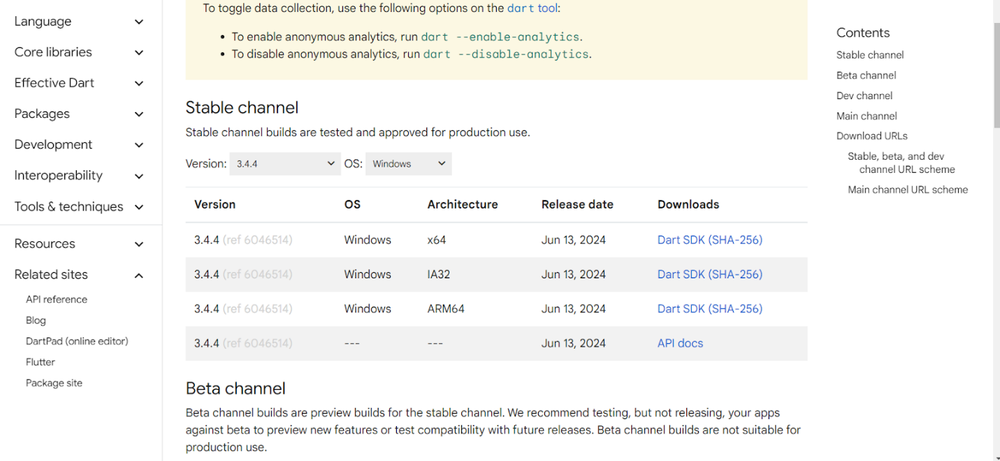 Language
Core libraries
Effective Dart
Packages
Development
Interoperability
Tools & techniques
Resources
Related sites
API reference
Blog
DartPad (online editor)
Flutter
Package site
To toggle data collection, use the following options on the dart tool:
• To enable anonymous analytics, run dart --enable-analytics.
• To disable anonymous analytics, run dart --disable-analytics.
Stable channel
Stable channel builds are tested and approved for production use.
Version: 3.4.4 OS: Windows
Version OS Architecture Release date Downloads
3.4.4 (ref 6046514) Windows x64 Jun 13, 2024 Dart SDK (SHA-256)
3.4.4 (ref 6046514) Windows IA32 Jun 13, 2024 Dart SDK (SHA-256)
3.4.4 (ref 6046514) Windows ARM64 Jun 13, 2024 Dart SDK (SHA-256)
3.4.4 (ref 6046514) --- --- Jun 13, 2024 API docs
Beta channel
Beta channel builds are preview builds for the stable channel. We recommend testing, but not releasing, your apps
against beta to preview new features or test compatibility with future releases. Beta channel builds are not suitable for
production use.
Contents
Stable channel
Beta channel
Dev channel
Main channel
Download URLs
Stable, beta, and dev
channel URL scheme
Main channel URL scheme